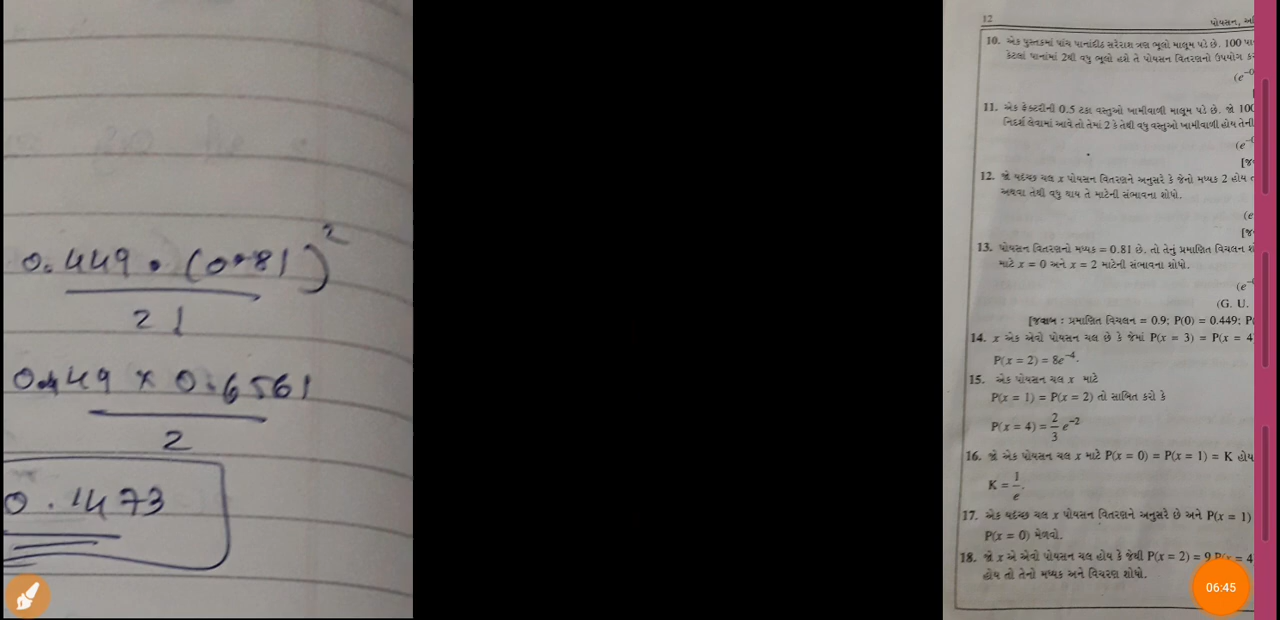 0.449 . (0.81)²
2!
0.449 x 0.6561
2
0.1473
12
પોયસન,
10. એક પુસ્તકમાં પાંચ પાનાંદીઠ સરેરાશ ત્રણ ભૂલો માલૂમ પડે છે. 100
કેટલાં પાનાંમાં 2થી વધુ ભૂલો હશે તે પોયસન વિતરણનો ઉપયોગ
(e⁻⁰
11. એક ફેક્ટરીની 0.5 ટકા વસ્તુઓ ખામીવાળી માલૂમ પડે છે. જો 100
નિદર્શ લેવામાં આવે તો તેમાં 2 કે તેથી વધુ વસ્તુઓ ખામીવાળી હોય તેની
(e⁻⁰
12. જો યદચ્છ ચલ x પોયસન વિતરણને અનુસરે કે જેનો મધ્યક 2 હોય
અથવા તેથી વધુ થાય તે માટેની સંભાવના શોધો.
(e
13. પોયસન વિતરણનો મધ્યક = 0.81 છે. તો તેનું પ્રમાણિત વિચલન
માટે x = 0 અને x = 2 માટેની સંભાવના શોધો.
(G. U.
[જવાબ : પ્રમાણિત વિચલન = 0.9; P(0) = 0.449;
14. x એક એવો પોયસન ચલ છે કે જેમાં P(x = 3) = P(x = 4
P(x = 2) = 8e⁻⁴.
15. એક પોયસન ચલ x માટે
P(x = 1) = P(x = 2) તો સાબિત કરો કે
P(x = 4) = 2/3 e⁻²
16. જો એક પોયસન ચલ x માટે P(x = 0) = P(x = 1) = K હોય
K = 1/e.
17. એક યદચ્છ ચલ x પોયસન વિતરણને અનુસરે છે અને P(x = 1)
P(x = 0) મેળવો.
18. જો x એ એવો પોયસન ચલ હોય કે જેથી P(x = 2) = 9 = 4
હોય તો તેનો મધ્યક અને વિચરણ શોધો.
06:45